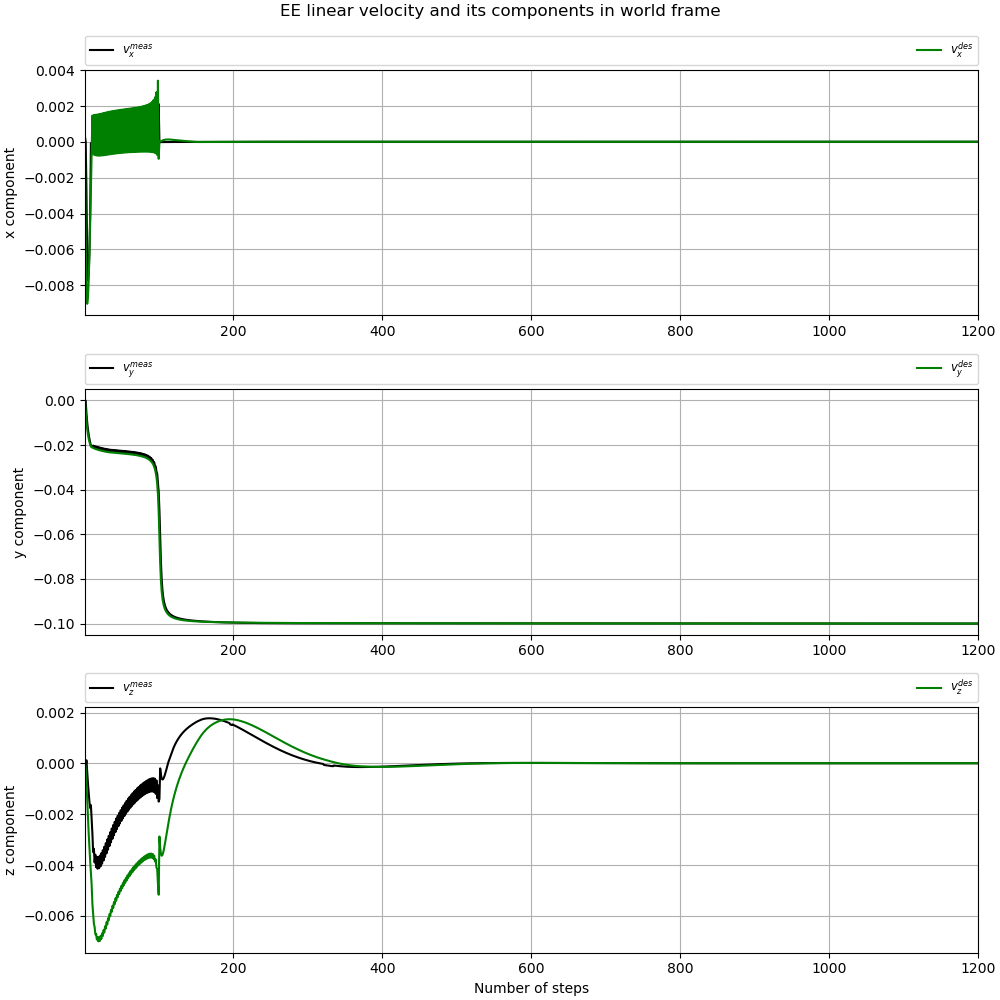 EE linear velocity and its components in world frame
v_x^meas v_x^des
0.004
0.002
0.000
−0.002
−0.004
−0.006
−0.008
x component
200 400 600 800 1000 1200
v_y^meas v_y^des
0.00
−0.02
−0.04
−0.06
−0.08
−0.10
y component
200 400 600 800 1000 1200
v_z^meas v_z^des
0.002
0.000
−0.002
−0.004
−0.006
z component
200 400 600 800 1000 1200
Number of steps